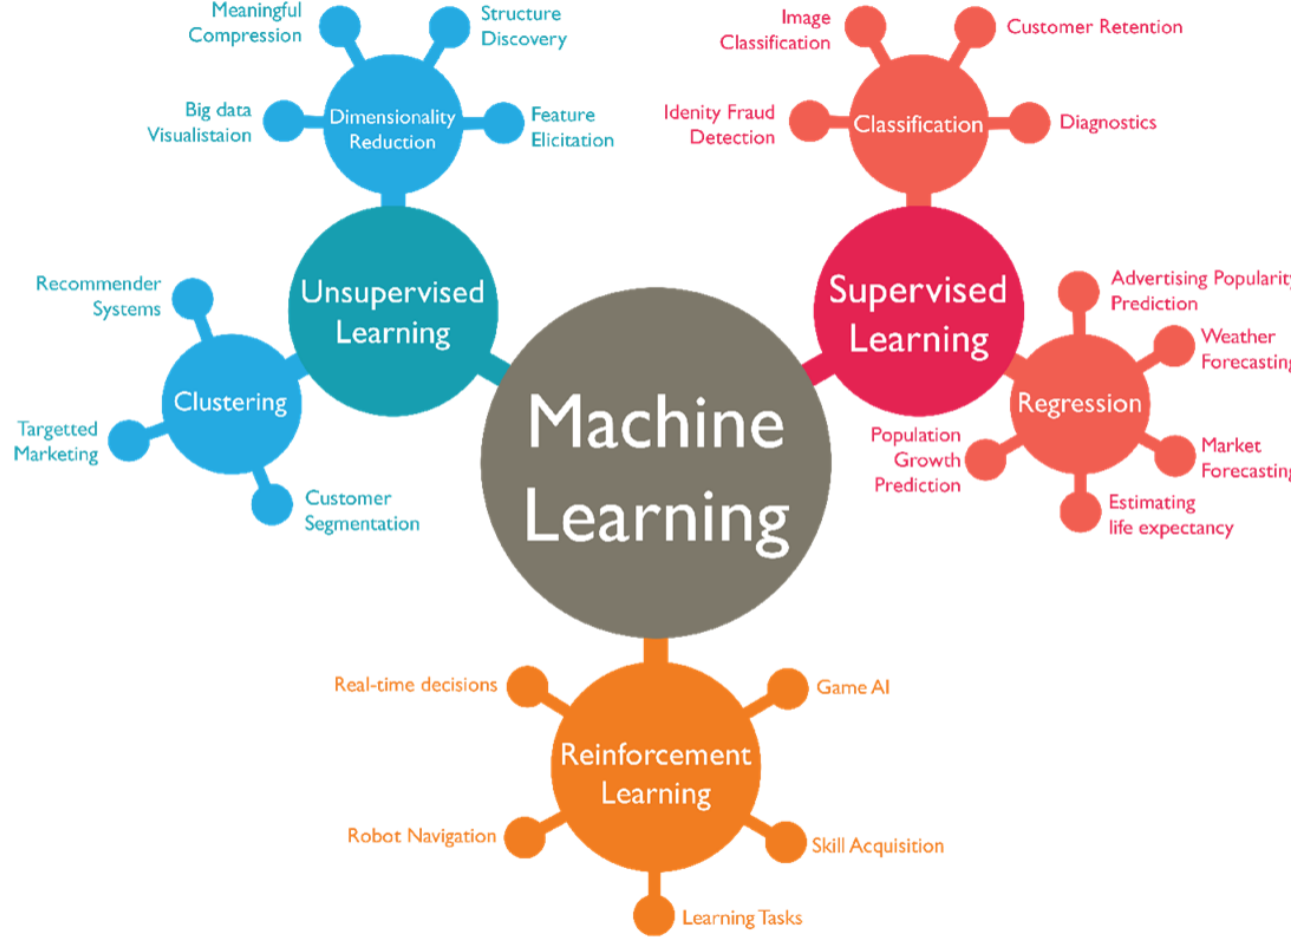 Meaningful
Compression
Structure
Discovery
Big data
Visualistaion
Dimensionality
Reduction
Feature
Elicitation
Image
Classification
Customer Retention
Idenity Fraud
Detection
Classification
Diagnostics
Recommender
Systems
Unsupervised
Learning
Clustering
Targetted
Marketing
Customer
Segmentation
Machine
Learning
Supervised
Learning
Advertising Popularity
Prediction
Weather
Forecasting
Regression
Population
Growth
Prediction
Market
Forecasting
Estimating
life expectancy
Real-time decisions
Game AI
Reinforcement
Learning
Robot Navigation
Skill Acquisition
Learning Tasks